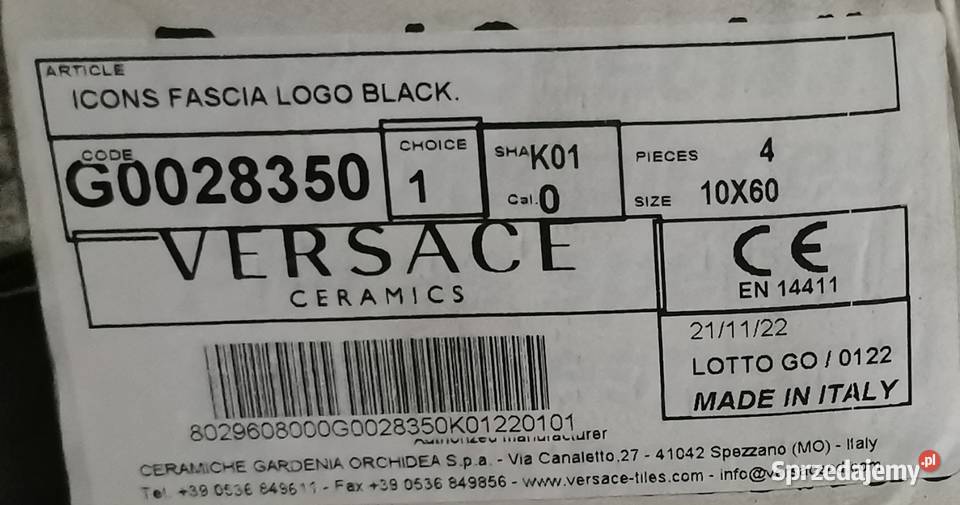 ARTICLE
ICONS FASCIA LOGO BLACK.
CODE
G0028350
CHOICE
1
SHA K01
Cal. 0
PIECES 4
SIZE 10X60
VERSACE
CERAMICS
CE
EN 14411
21/11/22
LOTTO GO / 0122
MADE IN ITALY
8029608000G0028350K01220101
Authorized manufacturer
CERAMICHE GARDENIA ORCHIDEA S.p.a. - Via Canaletto,27 - 41042 Spezzano (MO) - Italy
Tel. +39 0536 849611 - Fax +39 0536 849856 - www.versace-tiles.com -
Sprzedajemy.pl